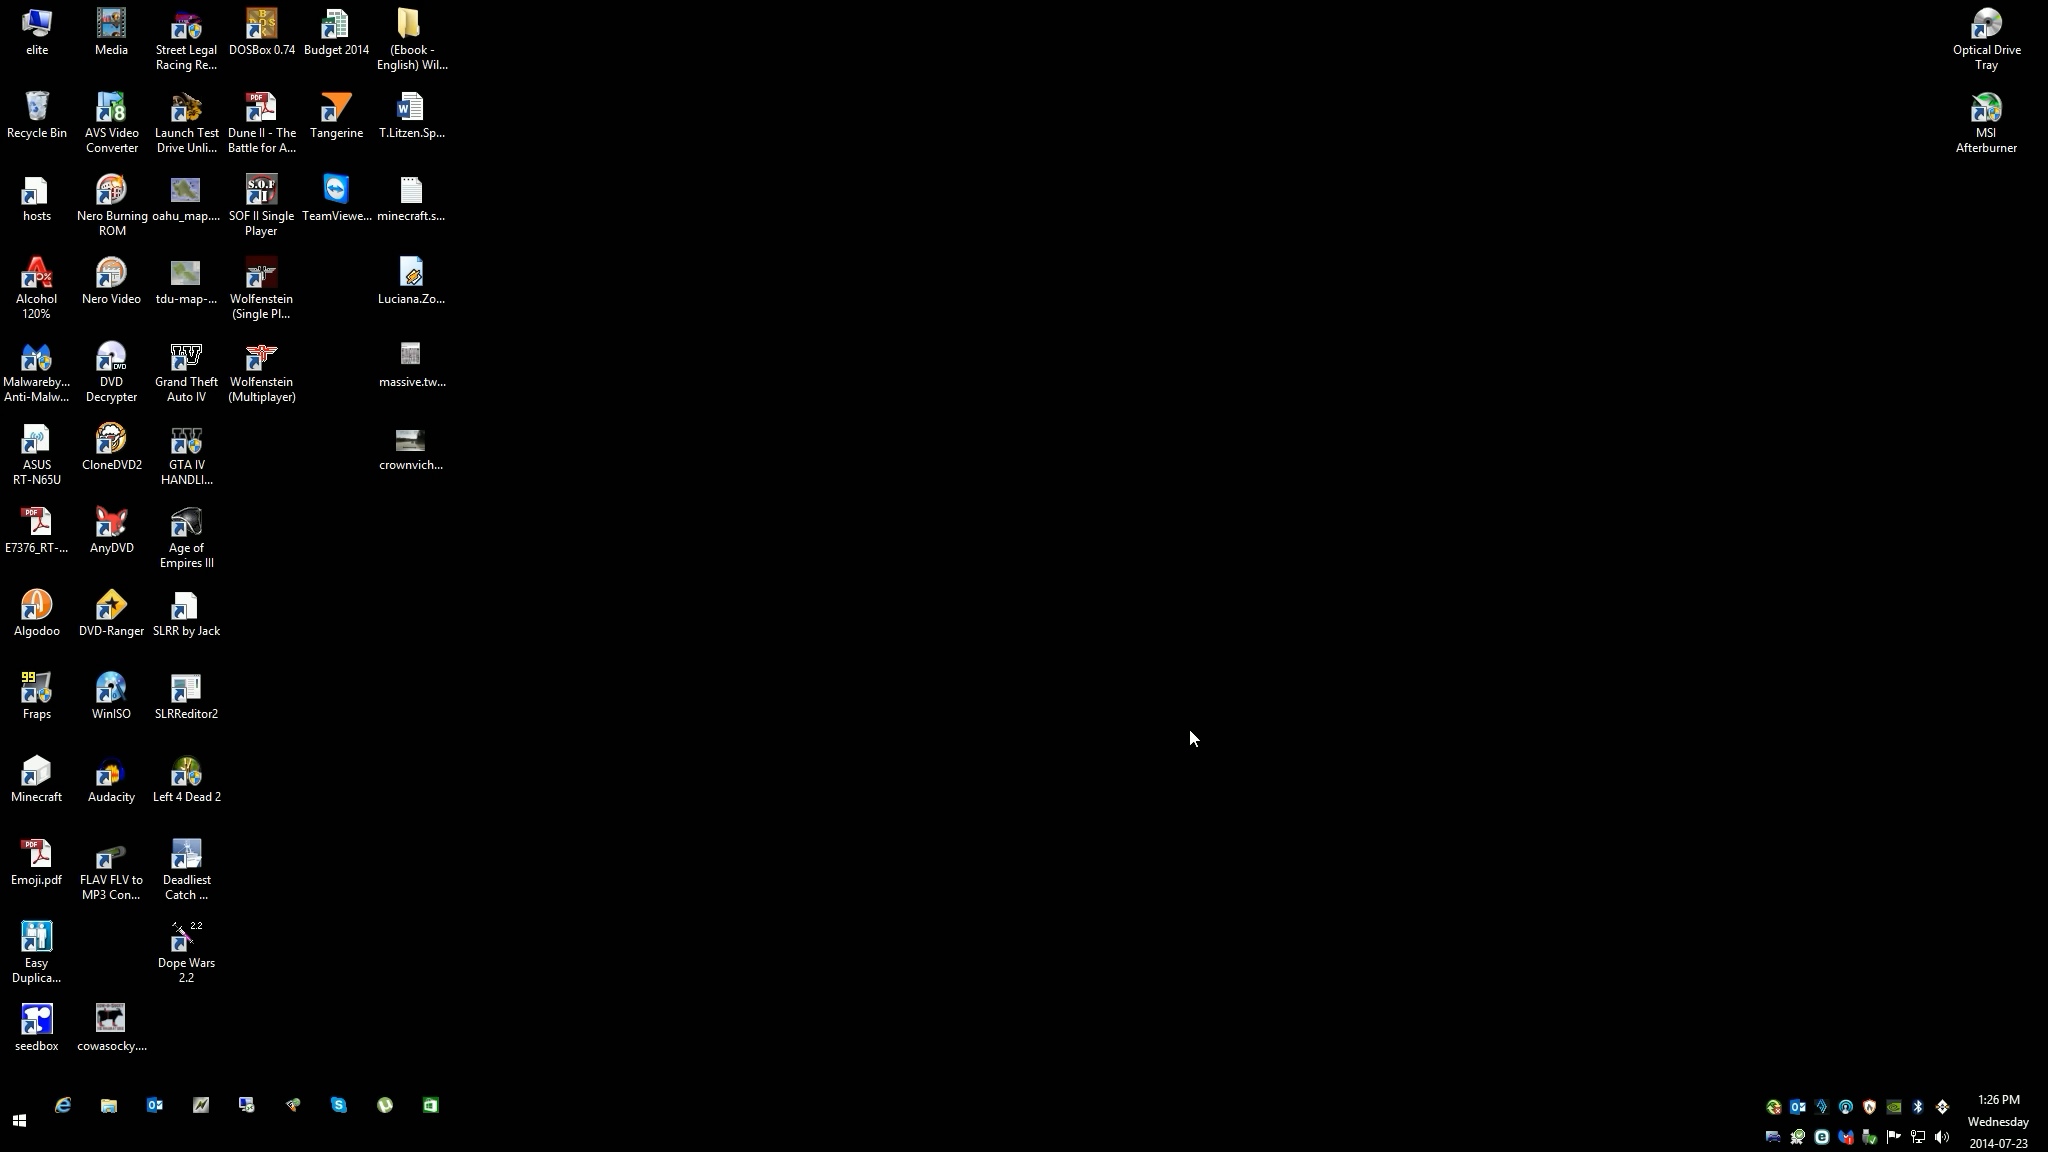 elite
Media
Street Legal
Racing Re...
DOSBox 0.74
Budget 2014
(Ebook -
English) Wil...
Optical Drive
Tray
Recycle Bin
AVS Video
Converter
Launch Test
Drive Unli...
Dune II - The
Battle for A...
Tangerine
T.Litzen.Sp...
MSI
Afterburner
hosts
Nero Burning
ROM
oahu_map....
SOF II Single
Player
TeamViewe...
minecraft.s...
Alcohol
120%
Nero Video
tdu-map-...
Wolfenstein
(Single Pl...
Luciana.Zo...
Malwareby...
Anti-Malw...
DVD
Decrypter
Grand Theft
Auto IV
Wolfenstein
(Multiplayer)
massive.tw...
ASUS
RT-N65U
CloneDVD2
GTA IV
HANDLI...
crownvich...
E7376_RT-...
AnyDVD
Age of
Empires III
Algodoo
DVD-Ranger
SLRR by Jack
99
Fraps
WinISO
SLRReditor2
Minecraft
Audacity
Left 4 Dead 2
Emoji.pdf
FLAV FLV to
MP3 Con...
Deadliest
Catch ...
Easy
Duplica...
2.2
Dope Wars
2.2
seedbox
cowasocky....
1:26 PM
Wednesday
2014-07-23